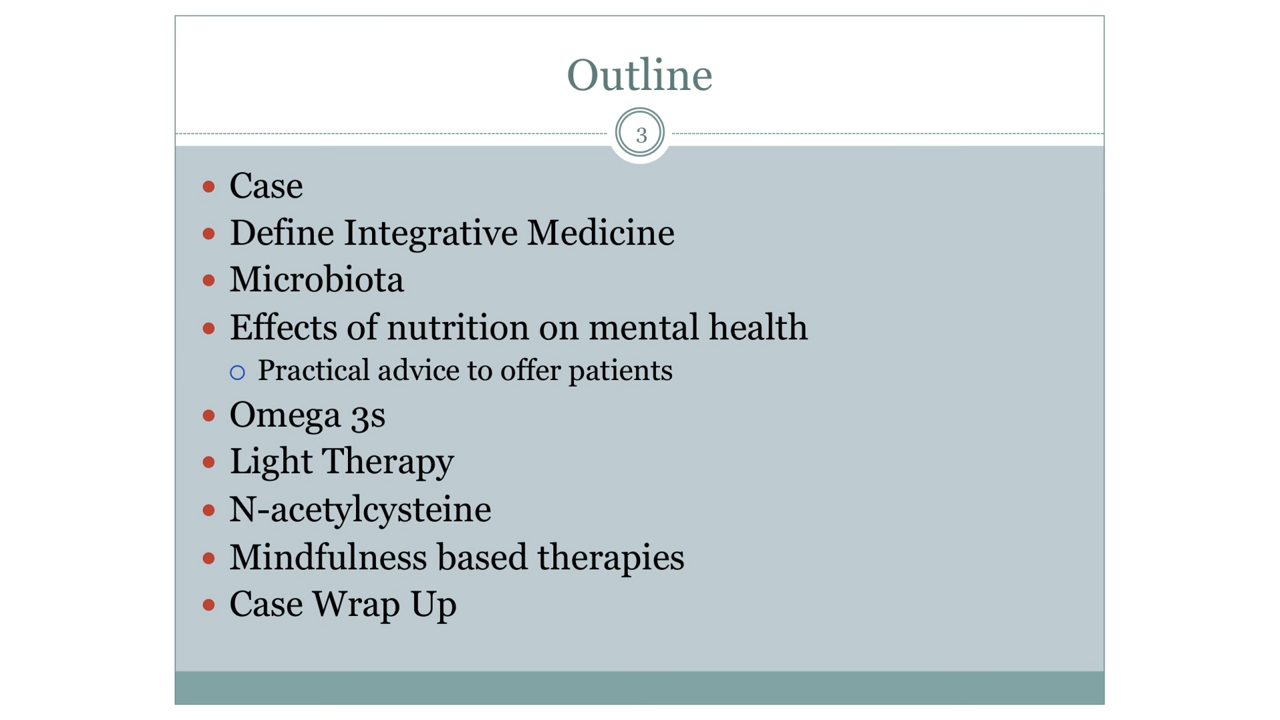 Outline
3
• Case
• Define Integrative Medicine
• Microbiota
• Effects of nutrition on mental health
○ Practical advice to offer patients
• Omega 3s
• Light Therapy
• N-acetylcysteine
• Mindfulness based therapies
• Case Wrap Up